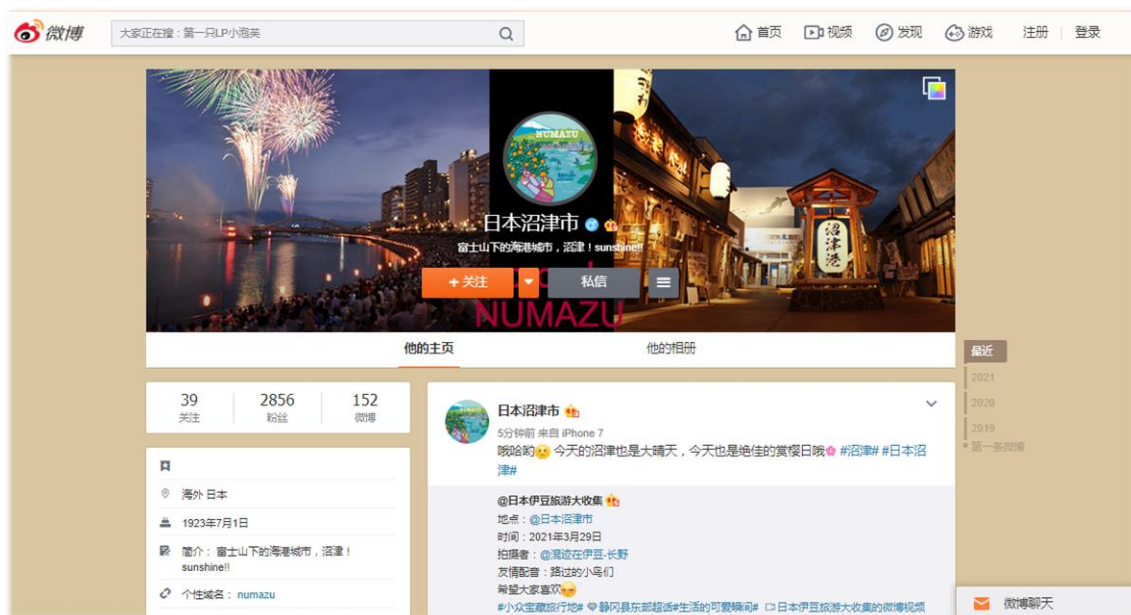 微博
大家正在搜：第一只LP小泡芙
首页
视频
发现
游戏
注册
登录
NUMAZU
日本沼津市
富士山下的海港城市，沼津！sunshine!!
+关注
私信
NUMAZU
沼津港
他的主页
他的相册
最近
2021
2020
2019
第一条微博
39
关注
2856
粉丝
152
微博
海外 日本
1923年7月1日
简介： 富士山下的海港城市，沼津！
sunshine!!
个性域名： numazu
日本沼津市
5分钟前 来自 iPhone 7
哦哈哟 今天的沼津也是大晴天，今天也是绝佳的赏樱日哦 #沼津# #日本沼
津#
@日本伊豆旅游大收集
地点：@日本沼津市
时间：2021年3月29日
拍摄者：@混迹在伊豆-长野
友情配音：路过的小鸟们
希望大家喜欢
#小众宝藏旅行地# 静冈县东部超话#生活的可爱瞬间# 日本伊豆旅游大收集的微博视频
微博聊天